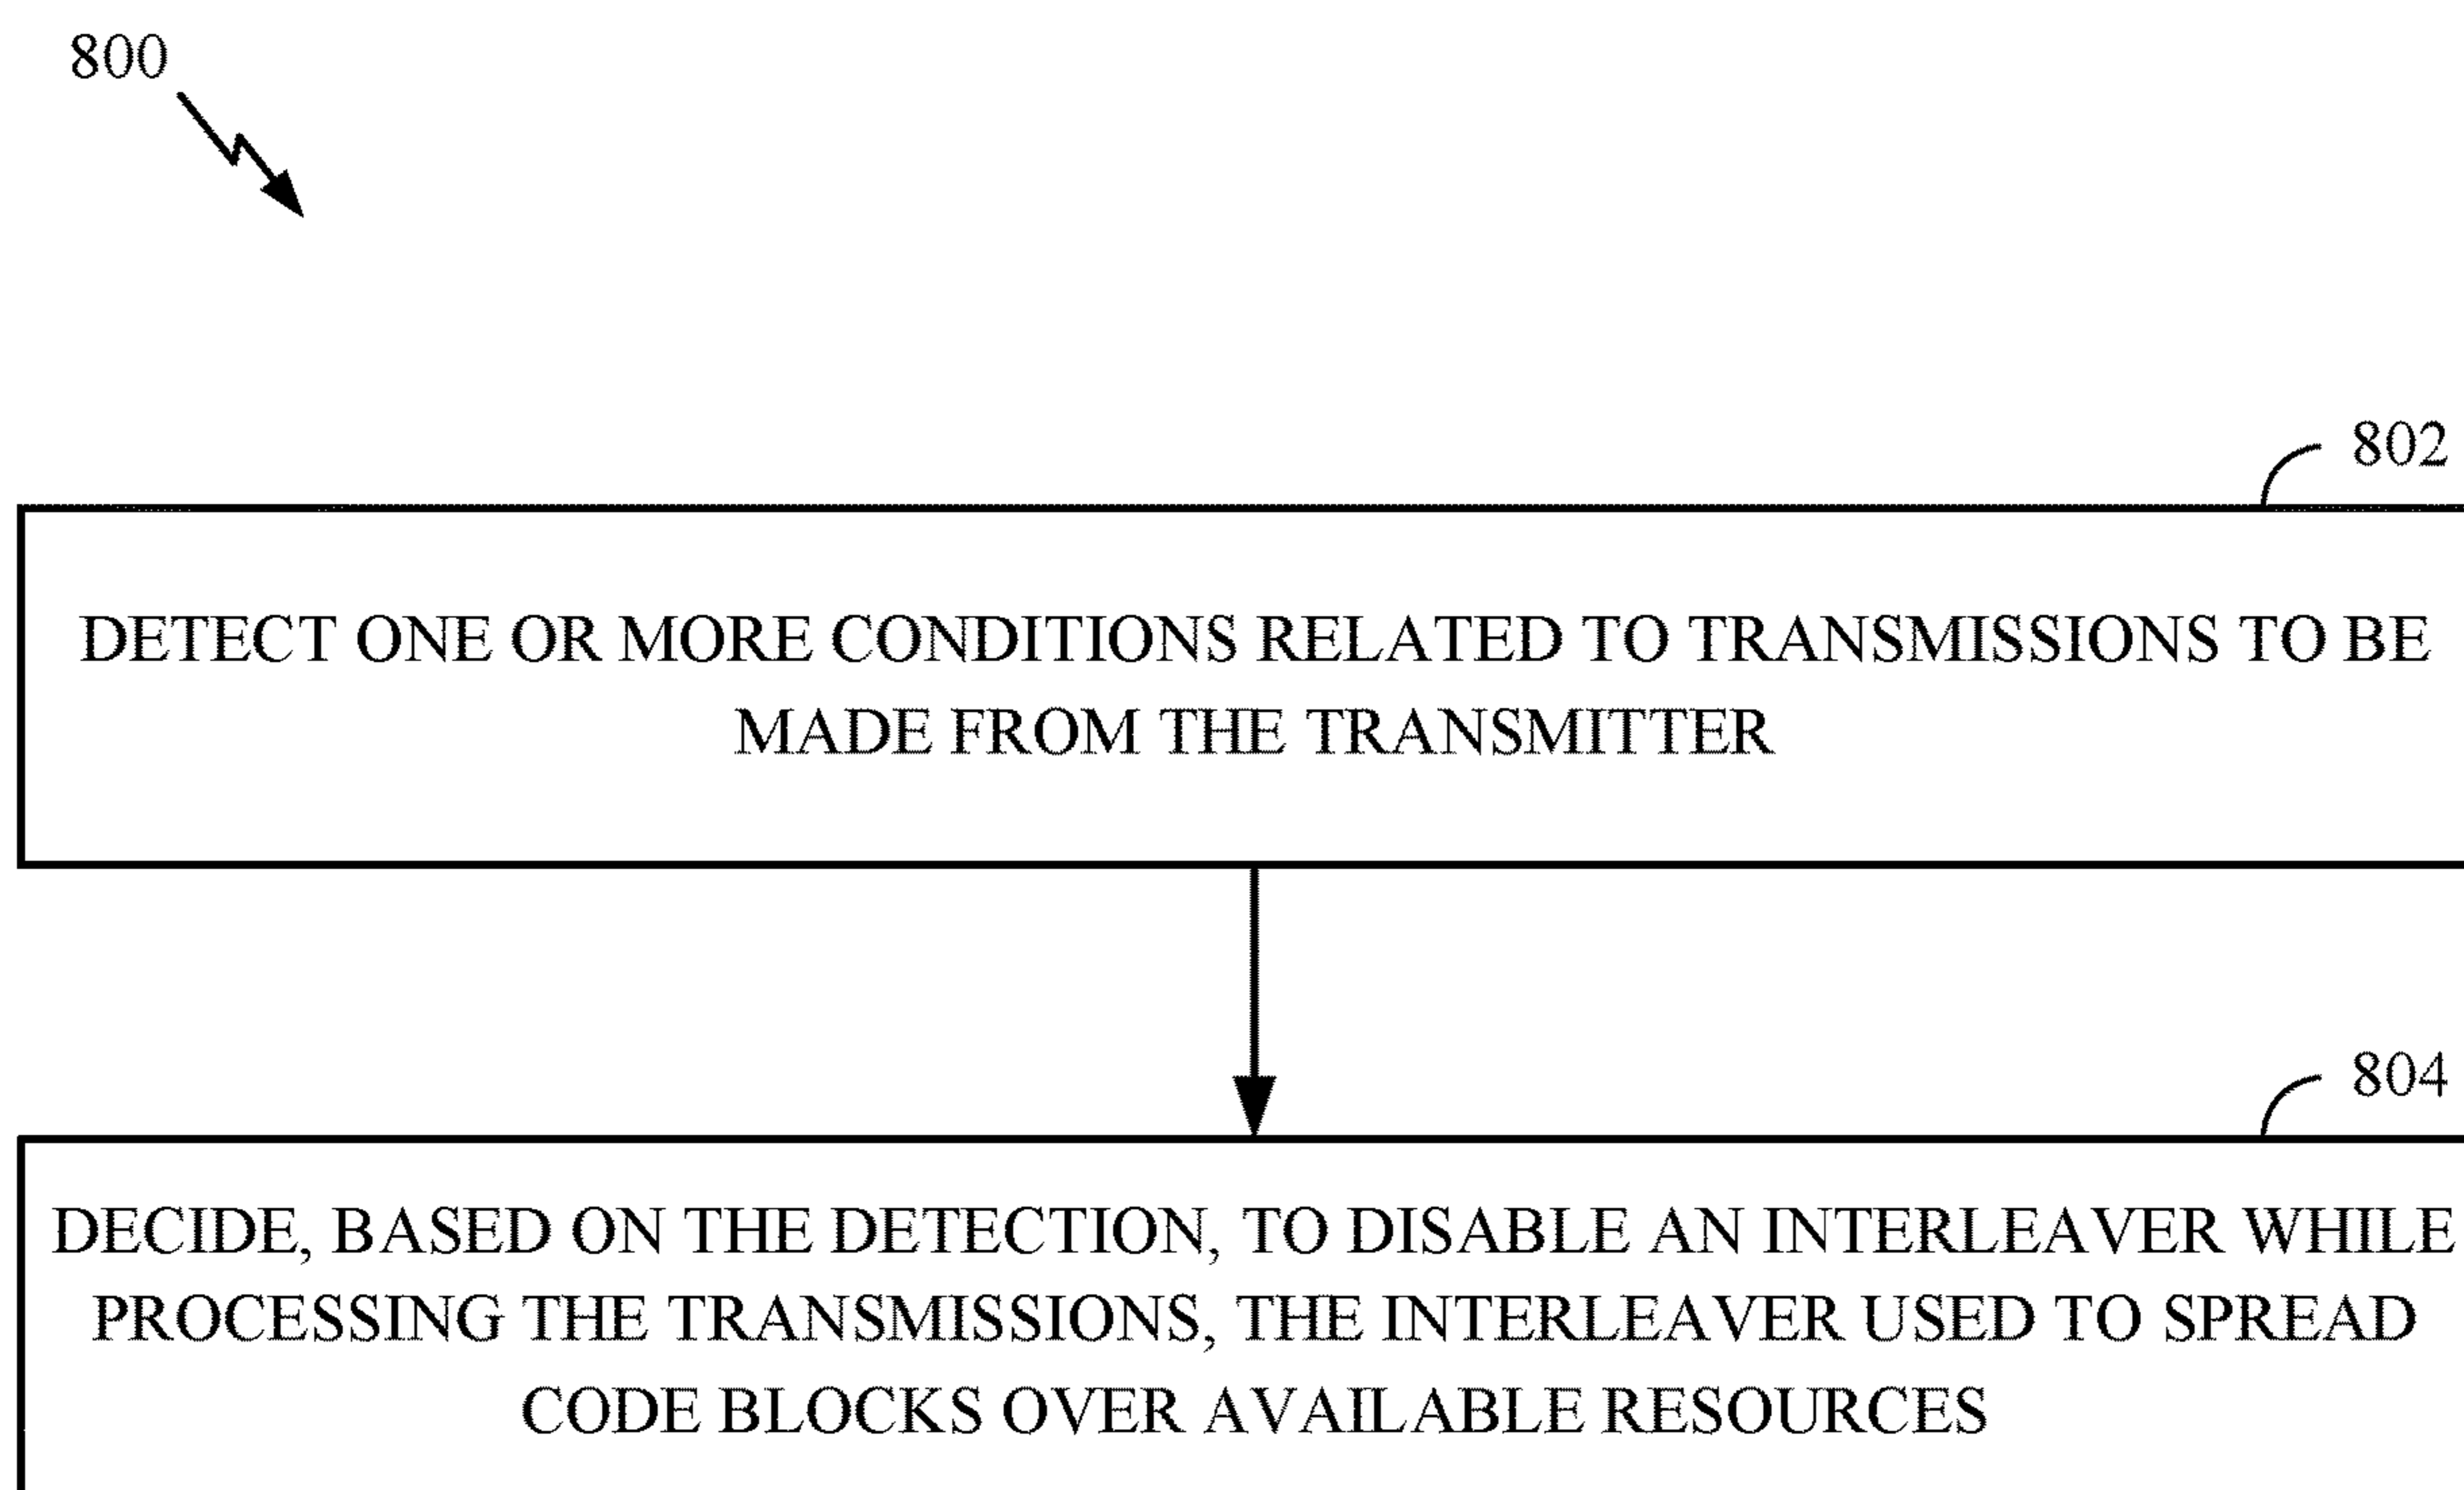 800
802
DETECT ONE OR MORE CONDITIONS RELATED TO TRANSMISSIONS TO BE
MADE FROM THE TRANSMITTER
804
DECIDE, BASED ON THE DETECTION, TO DISABLE AN INTERLEAVER WHILE
PROCESSING THE TRANSMISSIONS, THE INTERLEAVER USED TO SPREAD
CODE BLOCKS OVER AVAILABLE RESOURCES